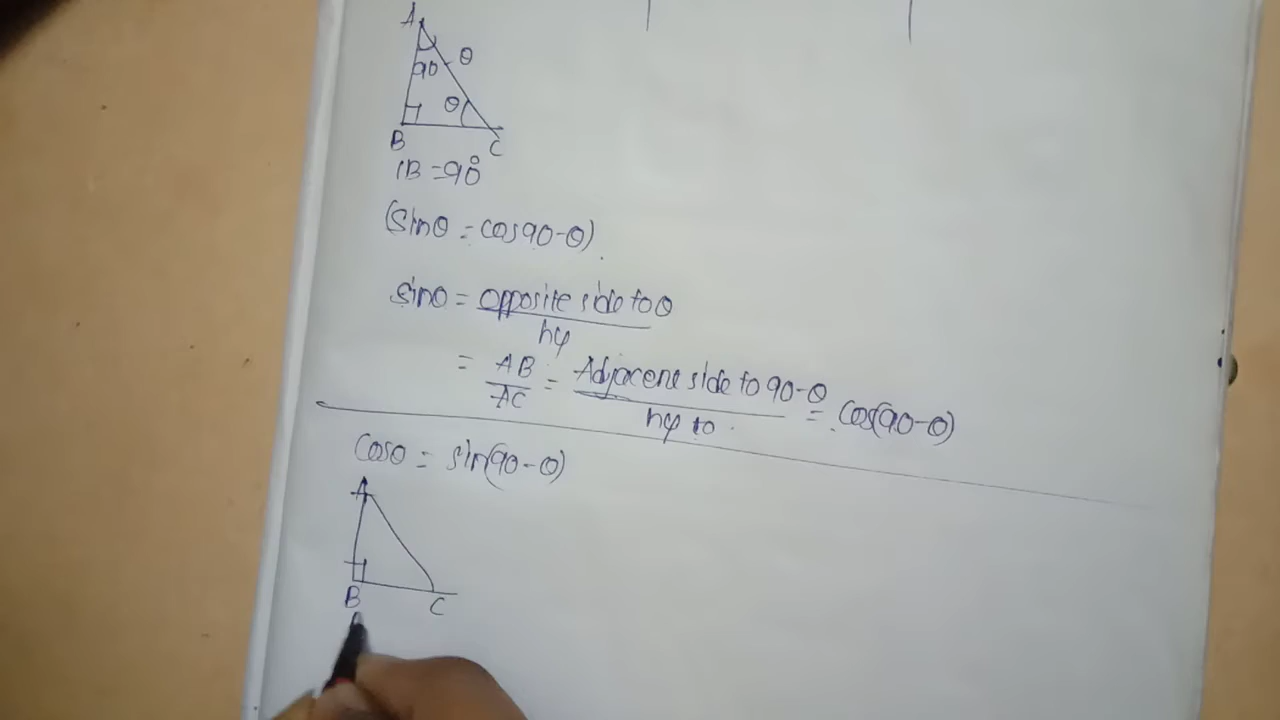 A
90-θ
θ
B C
∠B = 90°
(sinθ = cos90-θ)
sinθ = opposite side to θ / hy
= AB / AC = Adjacene side to 90-θ / hy to = cos(90-θ)
cosθ = sin(90-θ)
A
B C